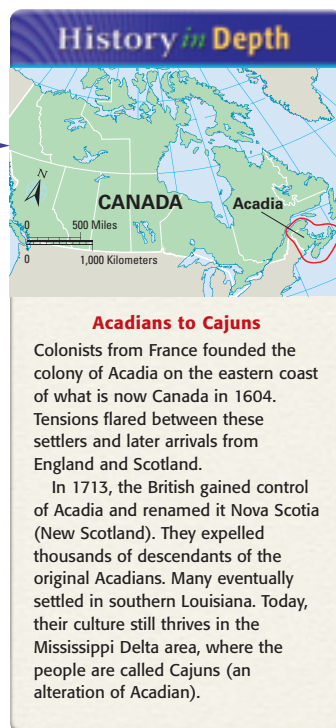 History in Depth
N
CANADA
Acadia
0 500 Miles
0 1,000 Kilometers
Acadians to Cajuns
Colonists from France founded the
colony of Acadia on the eastern coast
of what is now Canada in 1604.
Tensions flared between these
settlers and later arrivals from
England and Scotland.
In 1713, the British gained control
of Acadia and renamed it Nova Scotia
(New Scotland). They expelled
thousands of descendants of the
original Acadians. Many eventually
settled in southern Louisiana. Today,
their culture still thrives in the
Mississippi Delta area, where the
people are called Cajuns (an
alteration of Acadian).